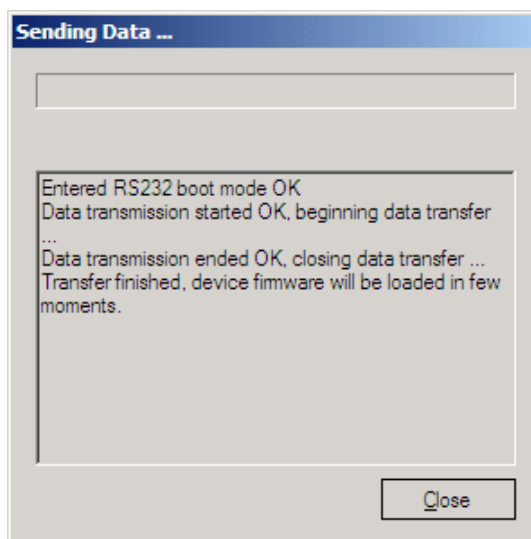 Sending Data ...
Entered RS232 boot mode OK
Data transmission started OK, beginning data transfer
...
Data transmission ended OK, closing data transfer ...
Transfer finished, device firmware will be loaded in few
moments.
Close